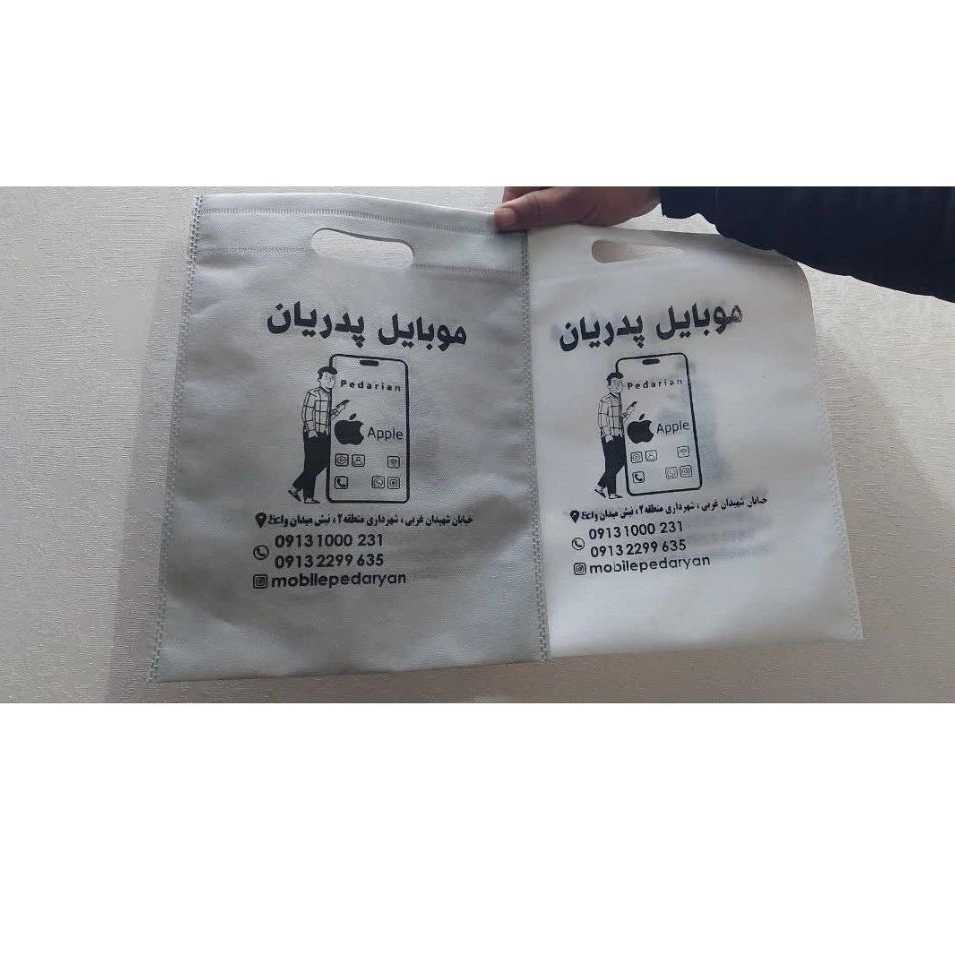 موبایل پدریان
Pedarian
Apple
خیابان شهیدان غربی ، شهرداری منطقه ۲ ، نبش میدان
0913 1000 231
0913 2299 635
mobilepedaryan
موبایل پدریان
Pedarian
Apple
خیابان شهیدان غربی ، شهرداری منطقه ۲ ، نبش میدان
0913 1000 231
0913 2299 635
mobilepedaryan